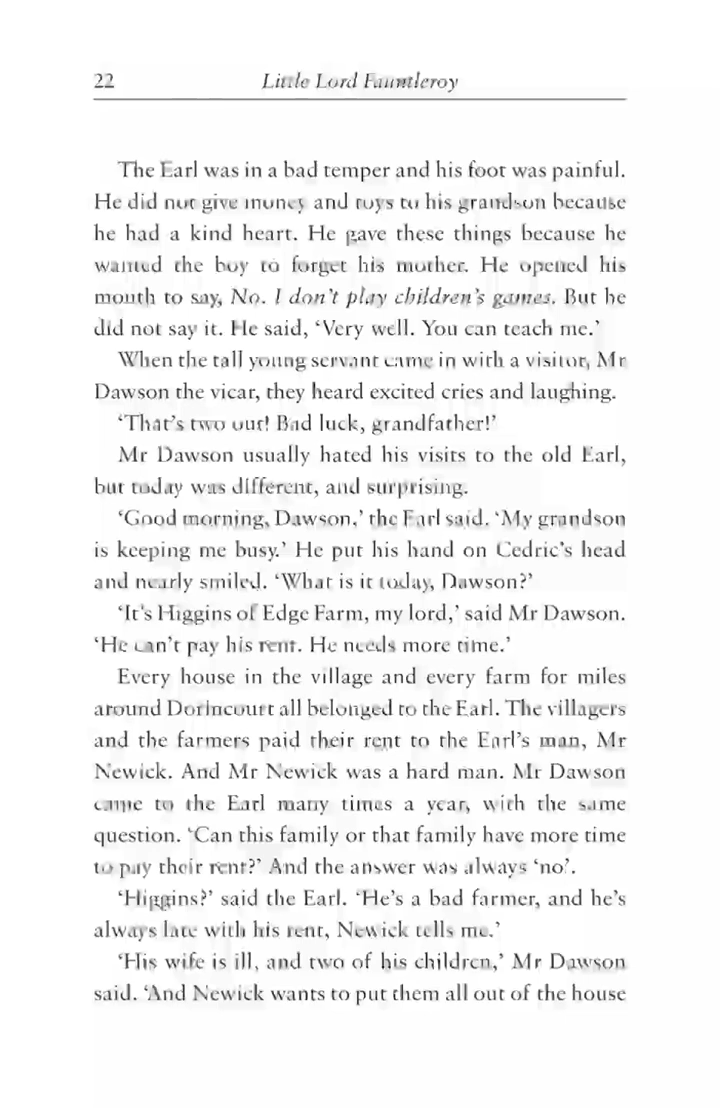 22 Little Lord Fauntleroy
The Earl was in a bad temper and his foot was painful.
He did not give money and toys to his grandson because
he had a kind heart. He gave these things because he
wanted the boy to forget his mother. He opened his
mouth to say, No. I don't play children's games. But he
did not say it. He said, ‘Very well. You can teach me.’
When the tall young servant came in with a visitor, Mr
Dawson the vicar, they heard excited cries and laughing.
‘That's two out! Bad luck, grandfather!’
Mr Dawson usually hated his visits to the old Earl,
but today was different, and surprising.
‘Good morning, Dawson,’ the Earl said. ‘My grandson
is keeping me busy.’ He put his hand on Cedric's head
and nearly smiled. ‘What is it today, Dawson?’
‘It's Higgins of Edge Farm, my lord,’ said Mr Dawson.
‘He can't pay his rent. He needs more time.’
Every house in the village and every farm for miles
around Dorincourt all belonged to the Earl. The villagers
and the farmers paid their rent to the Earl's man, Mr
Newick. And Mr Newick was a hard man. Mr Dawson
came to the Earl many times a year, with the same
question. ‘Can this family or that family have more time
to pay their rent?’ And the answer was always ‘no’.
‘Higgins?’ said the Earl. ‘He's a bad farmer, and he's
always late with his rent, Newick tells me.’
‘His wife is ill, and two of his children,’ Mr Dawson
said. ‘And Newick wants to put them all out of the house